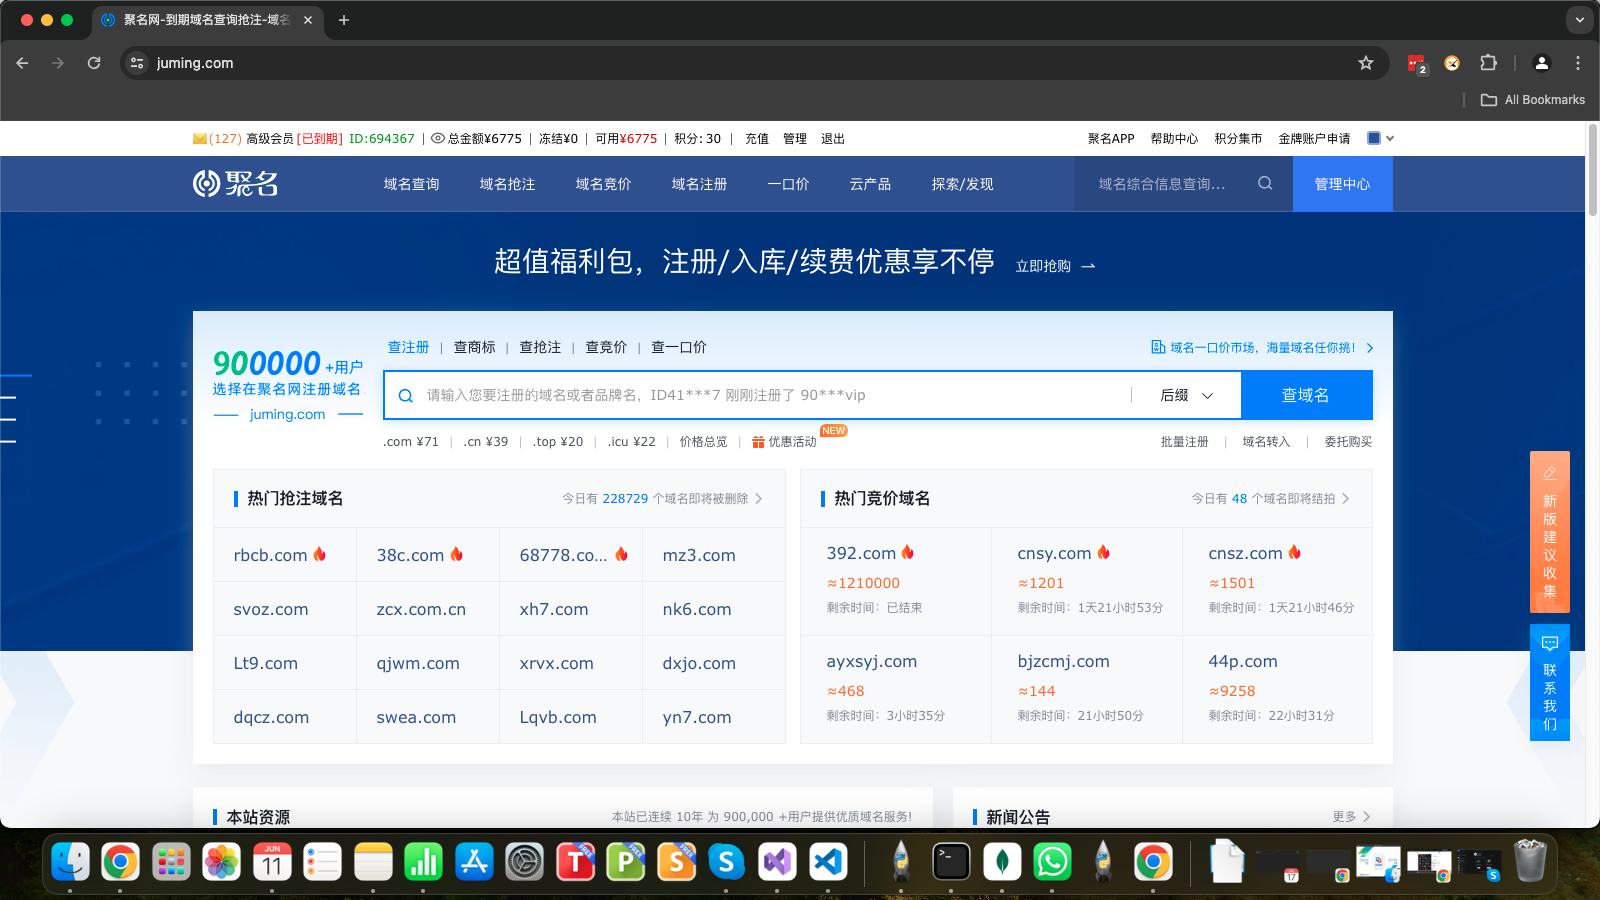 聚名网-到期域名查询抢注-域名
juming.com
2
All Bookmarks
(127) 高级会员 [已到期] ID:694367 | 总金额¥6775 | 冻结¥0 | 可用¥6775 | 积分: 30 | 充值 管理 退出
聚名APP 帮助中心 积分集市 金牌账户申请
聚名 域名查询 域名抢注 域名竞价 域名注册 一口价 云产品 探索/发现 域名综合信息查询... 管理中心
超值福利包，注册/入库/续费优惠享不停 立即抢购
900000 +用户
选择在聚名网注册域名
juming.com
查注册 | 查商标 | 查抢注 | 查竞价 | 查一口价
域名一口价市场，海量域名任你挑！
请输入您要注册的域名或者品牌名，ID41***7 刚刚注册了 90***vip 后缀 查域名
.com ¥71 | .cn ¥39 | .top ¥20 | .icu ¥22 | 价格总览 | 优惠活动 NEW
批量注册 | 域名转入 | 委托购买
热门抢注域名 今日有 228729 个域名即将被删除
rbcb.com 38c.com 68778.co... mz3.com
svoz.com zcx.com.cn xh7.com nk6.com
Lt9.com qjwm.com xrvx.com dxjo.com
dqcz.com swea.com Lqvb.com yn7.com
热门竞价域名 今日有 48 个域名即将结拍
392.com cnsy.com cnsz.com
≈1210000 ≈1201 ≈1501
剩余时间：已结束 剩余时间：1天21小时53分 剩余时间：1天21小时46分
ayxsyj.com bjzcmj.com 44p.com
≈468 ≈144 ≈9258
剩余时间：3小时35分 剩余时间：21小时50分 剩余时间：22小时31分
新版建议收集
联系我们
本站资源 本站已连续 10年 为 900,000 +用户提供优质域名服务!
新闻公告 更多
JUN
11
T FREE
P FREE
S FREE
S
17
S